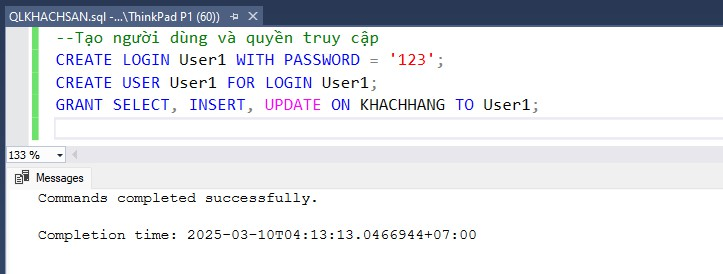 QLKHACHSAN.sql -...\ThinkPad P1 (60))
--Tạo người dùng và quyền truy cập
CREATE LOGIN User1 WITH PASSWORD = '123';
CREATE USER User1 FOR LOGIN User1;
GRANT SELECT, INSERT, UPDATE ON KHACHHANG TO User1;
133 %
Messages
Commands completed successfully.
Completion time: 2025-03-10T04:13:13.0466944+07:00